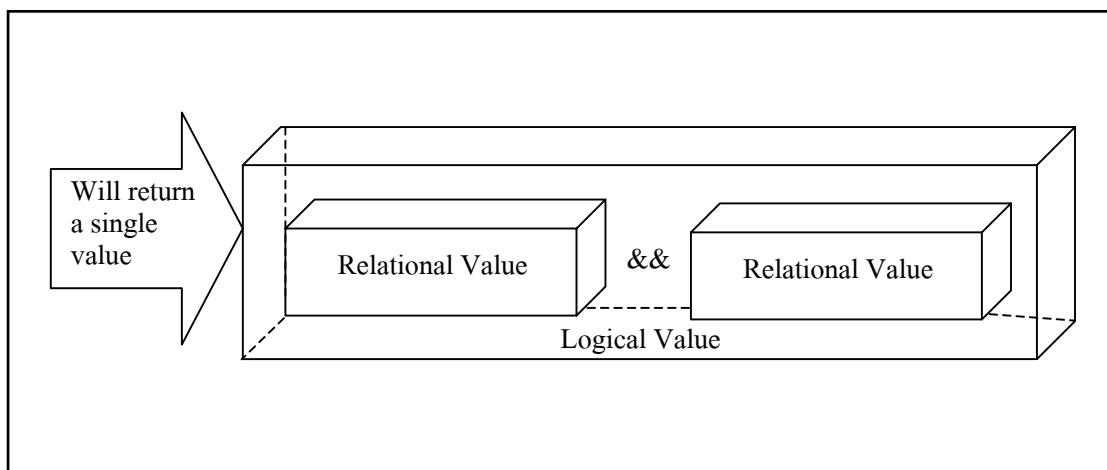 Will return
a single
value
Relational Value
&&
Relational Value
Logical Value